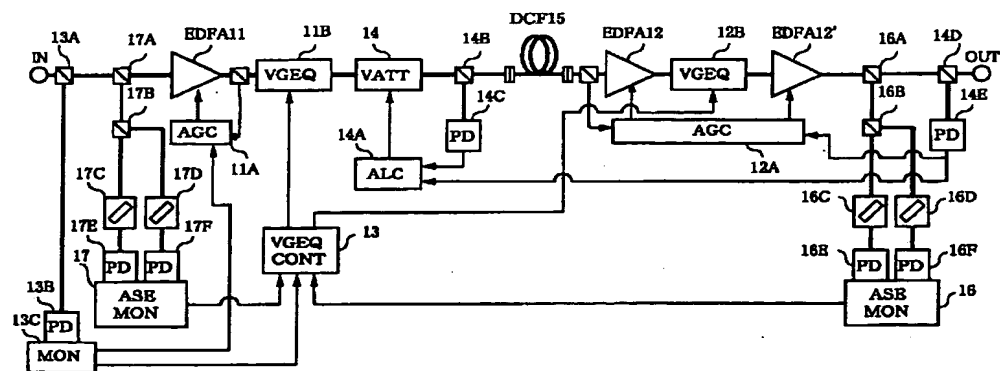 IN
13A
17A
EDFA11
11B
14
14B
DCF15
EDFA12
12B
EDFA12'
16A
14D
OUT
VGEQ
VATT
VGEQ
17B
14C
16B
14E
AGC
11A
14A
PD
AGC
12A
PD
ALC
17C
17D
16C
16D
17E
17F
13
VGEQ
CONT
16E
16F
17
PD
PD
PD
PD
ASE
MON
ASE
MON
16
13B
PD
13C
MON